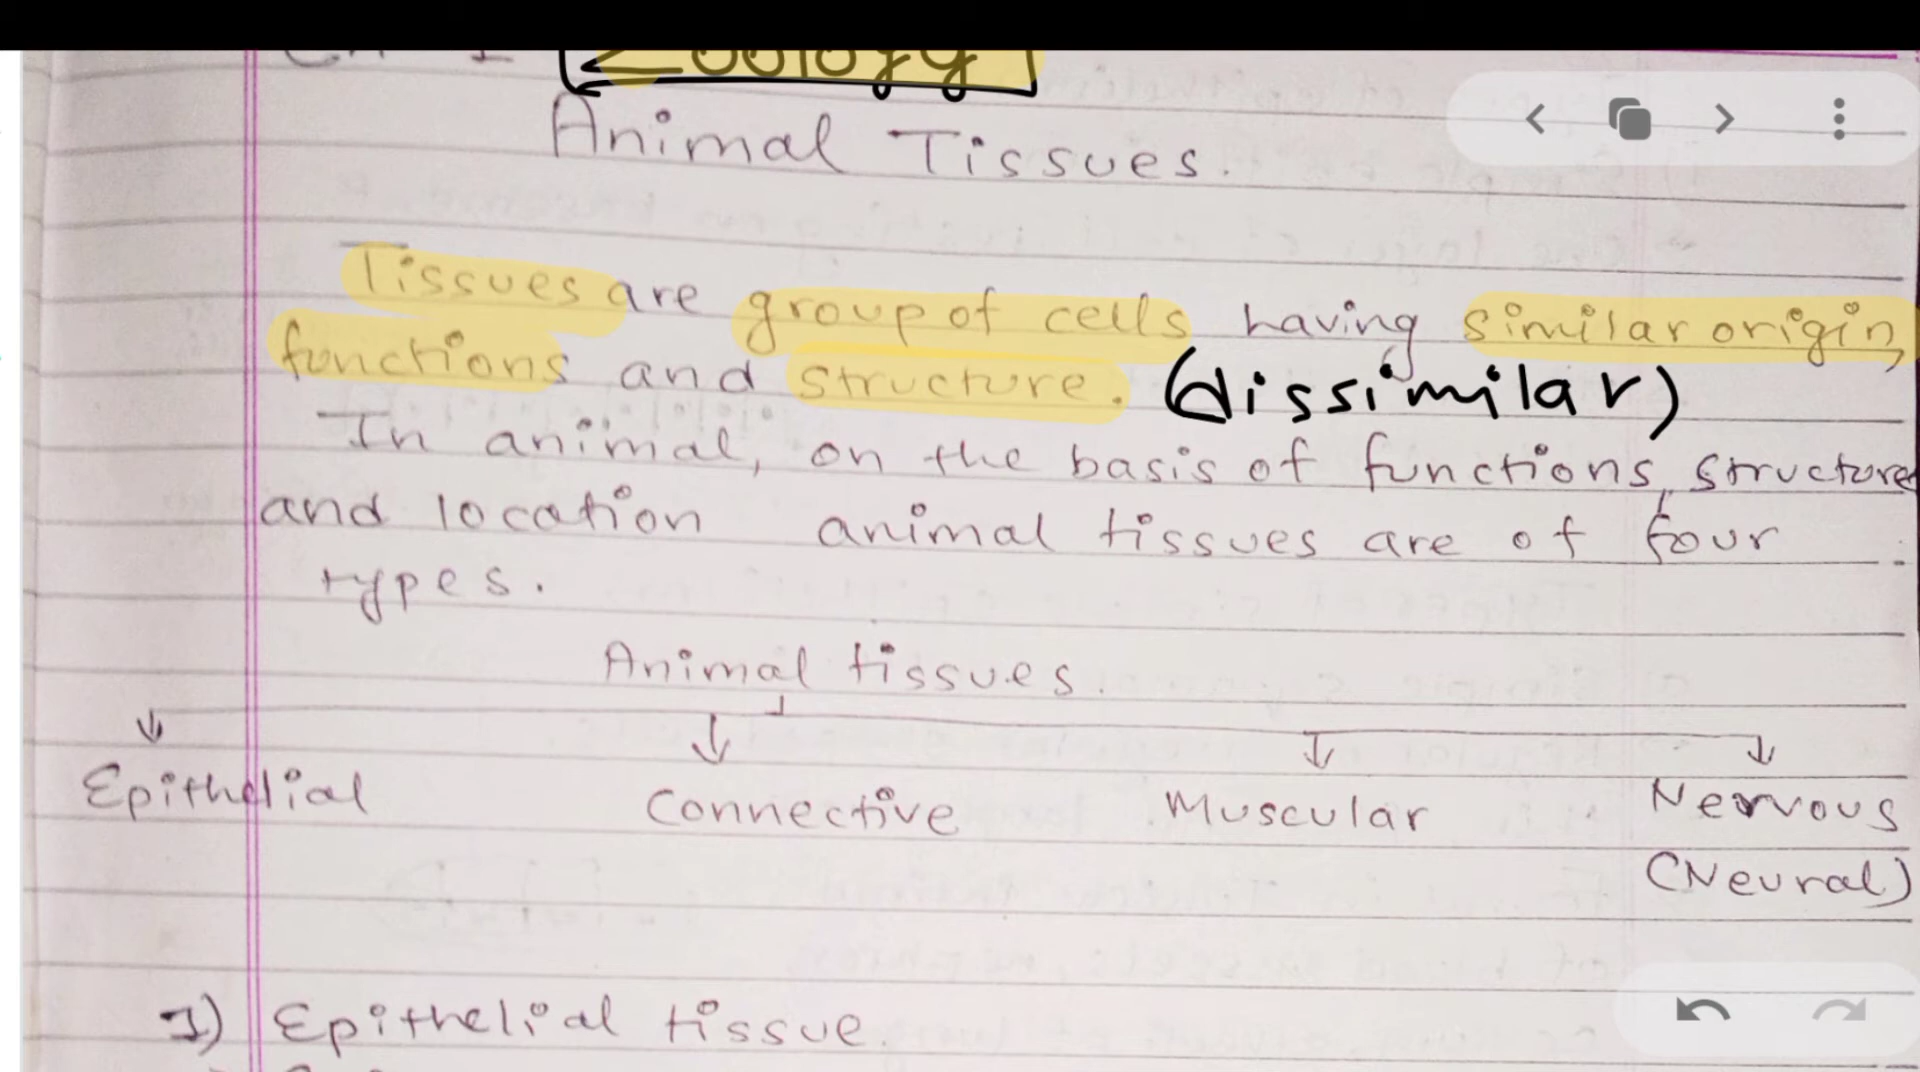 Zoology
Animal Tissues.
Tissues are group of cells having similar origin,
functions and structure. (dissimilar)
In animal, on the basis of functions, structure
and location animal tissues are of four
types.
Animal tissues.
Epithelial Connective Muscular Nervous
(Neural)
1) Epithelial tissue.